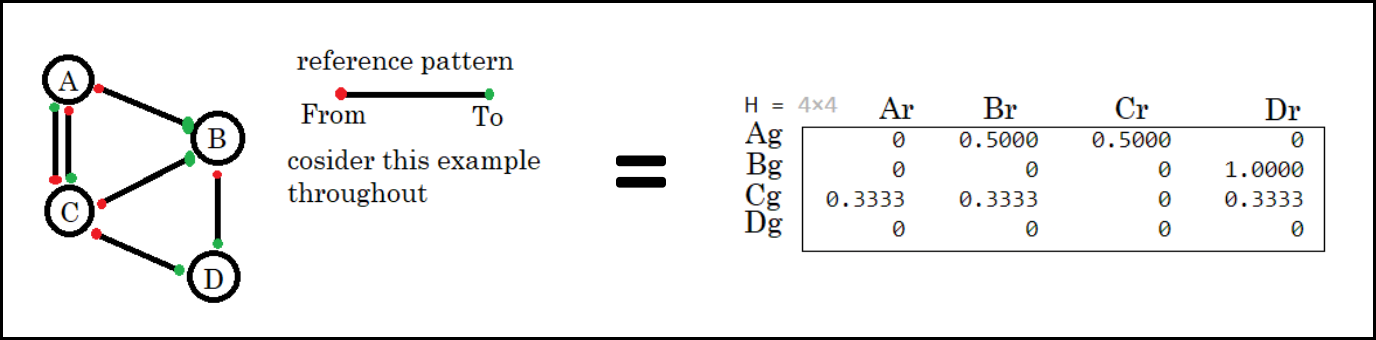 A
B
C
D
reference pattern
From To
cosider this example
throughout
H = 4×4 Ar Br Cr Dr
Ag 0 0.5000 0.5000 0
Bg 0 0 0 1.0000
Cg 0.3333 0.3333 0 0.3333
Dg 0 0 0 0